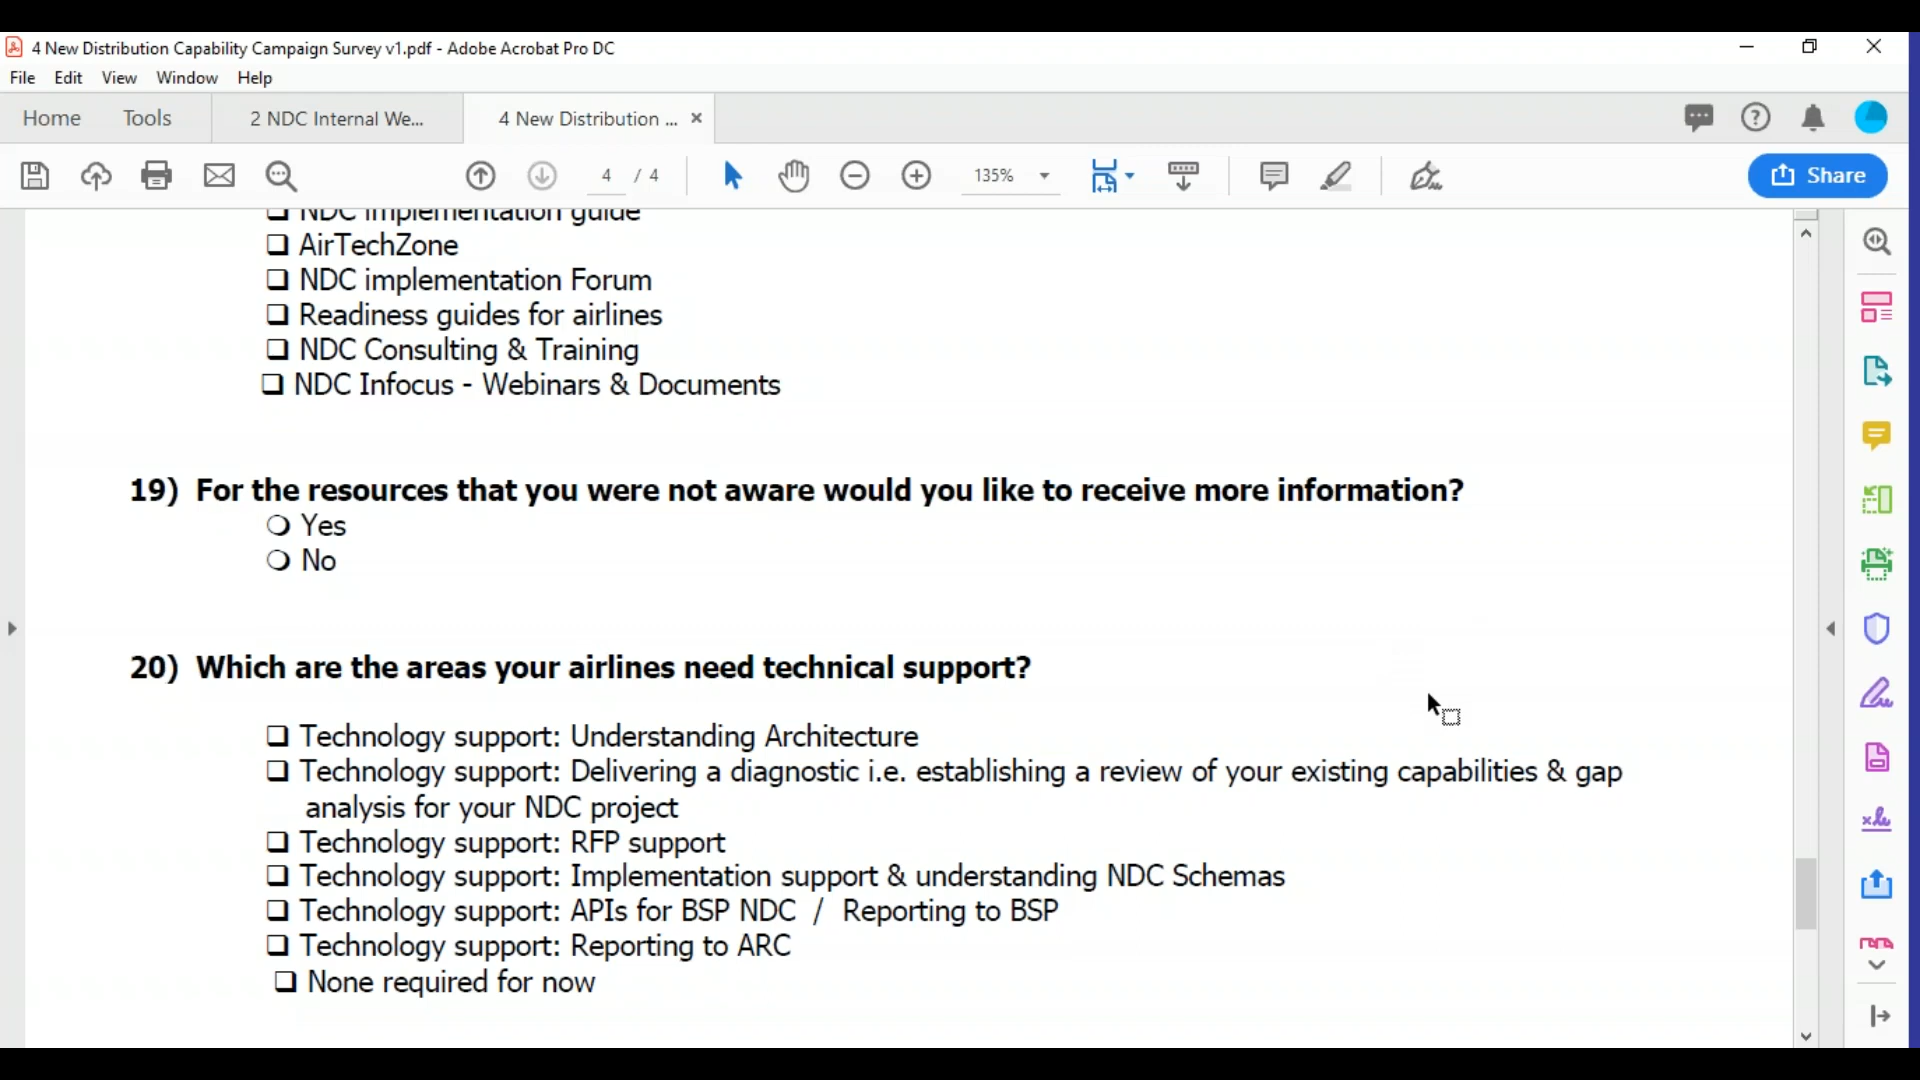 4 New Distribution Capability Campaign Survey v1.pdf - Adobe Acrobat Pro DC
File Edit View Window Help
Home Tools 2 NDC Internal We... 4 New Distribution ...
4 / 4 135% Share
NDC implementation guide
AirTechZone
NDC implementation Forum
Readiness guides for airlines
NDC Consulting & Training
NDC Infocus - Webinars & Documents
19) For the resources that you were not aware would you like to receive more information?
Yes
No
20) Which are the areas your airlines need technical support?
Technology support: Understanding Architecture
Technology support: Delivering a diagnostic i.e. establishing a review of your existing capabilities & gap
analysis for your NDC project
Technology support: RFP support
Technology support: Implementation support & understanding NDC Schemas
Technology support: APIs for BSP NDC / Reporting to BSP
Technology support: Reporting to ARC
None required for now